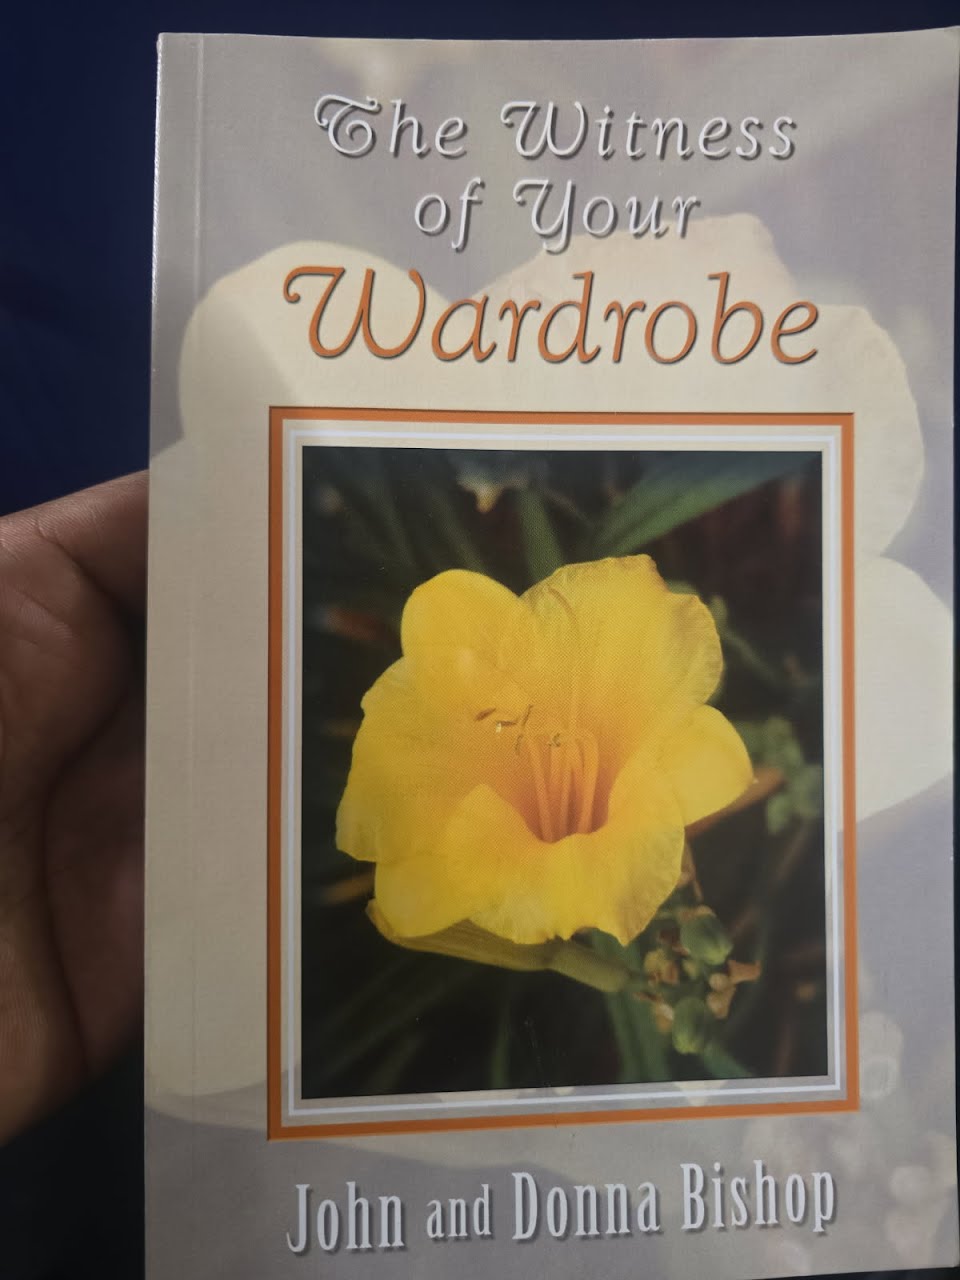 The Witness
of Your
Wardrobe
John and Donna Bishop